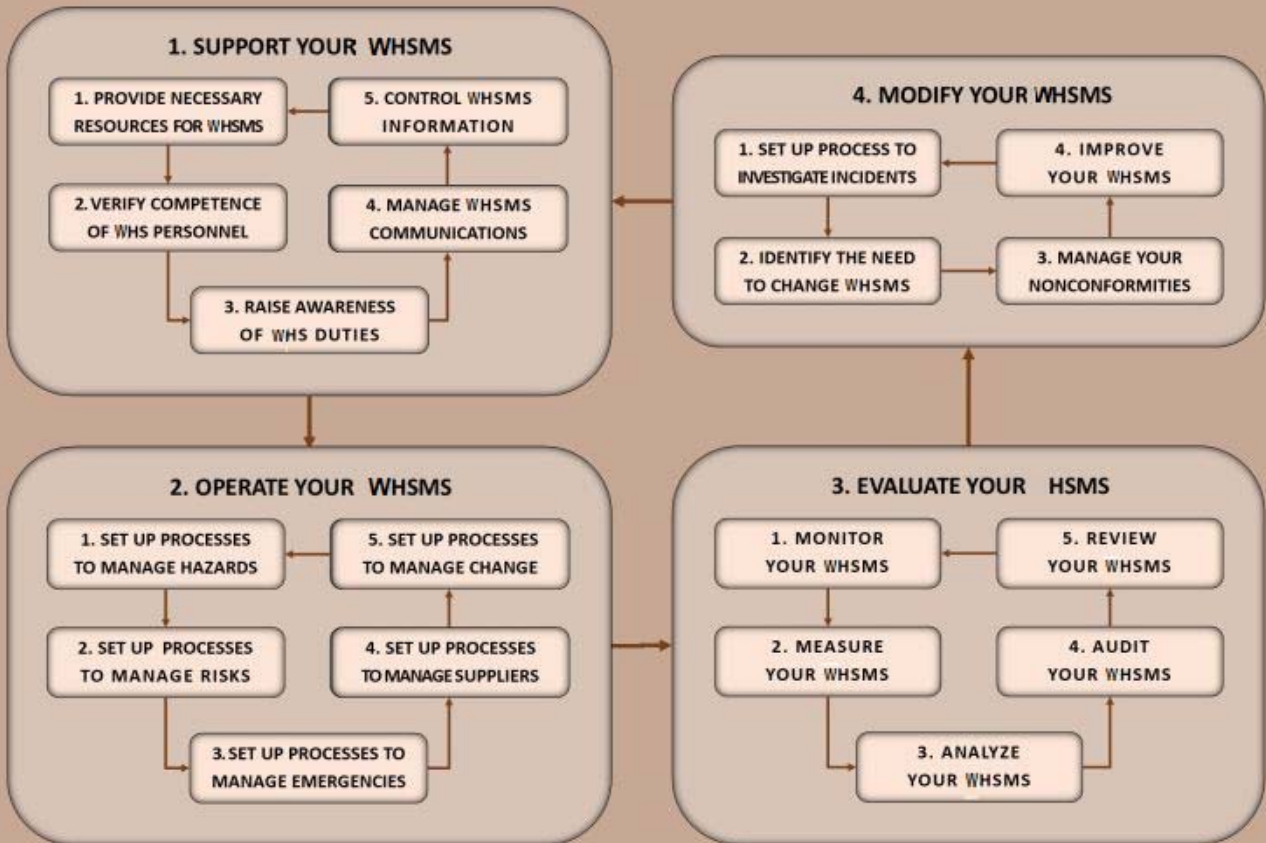 1. SUPPORT YOUR WHSMS
1. PROVIDE NECESSARY
RESOURCES FOR WHSMS
2. VERIFY COMPETENCE
OF WHS PERSONNEL
3. RAISE AWARENESS
OF WHS DUTIES
4. MANAGE WHSMS
COMMUNICATIONS
5. CONTROL WHSMS
INFORMATION
2. OPERATE YOUR WHSMS
1. SET UP PROCESSES
TO MANAGE HAZARDS
2. SET UP PROCESSES
TO MANAGE RISKS
3. SET UP PROCESSES TO
MANAGE EMERGENCIES
4. SET UP PROCESSES
TO MANAGE SUPPLIERS
5. SET UP PROCESSES
TO MANAGE CHANGE
3. EVALUATE YOUR HSMS
1. MONITOR
YOUR WHSMS
2. MEASURE
YOUR WHSMS
3. ANALYZE
YOUR WHSMS
4. AUDIT
YOUR WHSMS
5. REVIEW
YOUR WHSMS
4. MODIFY YOUR WHSMS
1. SET UP PROCESS TO
INVESTIGATE INCIDENTS
2. IDENTIFY THE NEED
TO CHANGE WHSMS
3. MANAGE YOUR
NONCONFORMITIES
4. IMPROVE
YOUR WHSMS